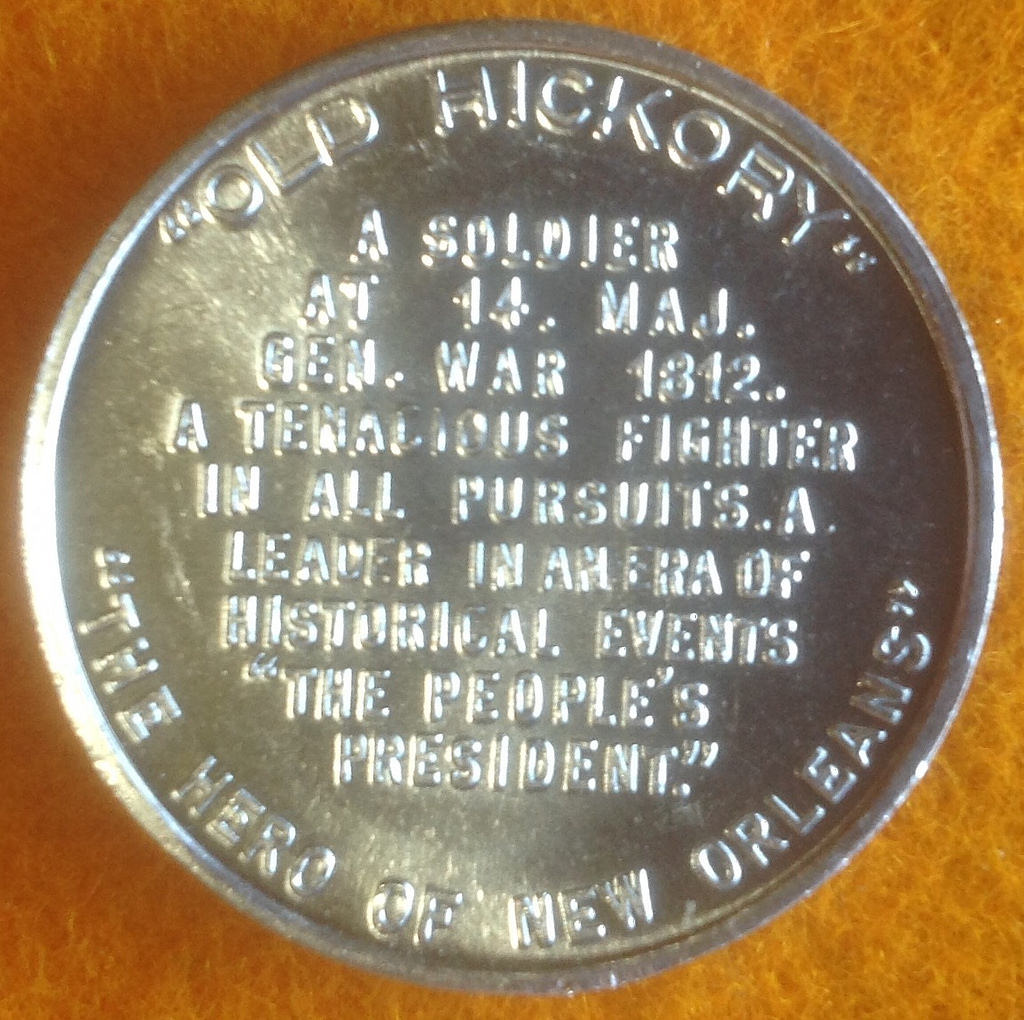 "OLD HICKORY"
A SOLDIER
AT 14. MAJ.
GEN. WAR 1812.
A TENACIOUS FIGHTER
IN ALL PURSUITS. A
LEADER IN AN ERA OF
HISTORICAL EVENTS
"THE PEOPLE'S
PRESIDENT."
"THE HERO OF NEW ORLEANS"